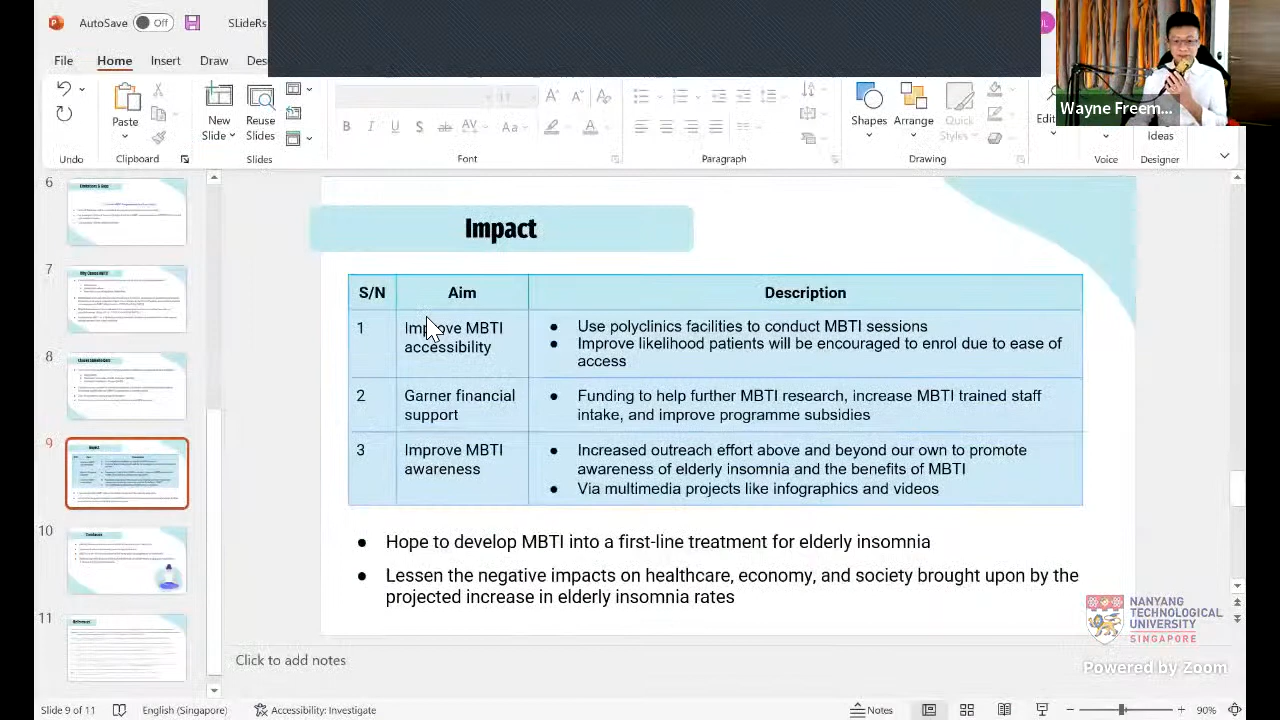 AutoSave Off SLideRs
File Home Insert Draw Des
Paste
New
Slide
Reuse
Slides
B I U S
Aa
A
Shapes
Arrange
Quick
Styles
Wayne Freem...
Ideas
Undo
Clipboard
Slides
Font
Paragraph
Drawing
Voice
Designer
6
7
8
9
10
11
Impact
S/N Aim Description
1 Improve MBTI accessibility
● Use polyclinics facilities to conduct MBTI sessions
● Improve likelihood patients will be encouraged to enrol due to ease of
access
2 Garner financial support
● Funding to help further MBTI research, increase MBTI trained staff
intake, and improve programme subsidies
3 Improve MBTI awareness
● Increased outreach effort above and beyond our own to promote
awareness of elderly insomnia and the benefits of MBTI
● Via multimedia projects like infographics and videos
● Hope to develop MBTI into a first-line treatment for elderly insomnia
● Lessen the negative impacts on healthcare, economy, and society brought upon by the
projected increase in elderly insomnia rates
NANYANG
TECHNOLOGICAL
UNIVERSITY
SINGAPORE
Powered by Zoom
Click to add notes
Slide 9 of 11 English (Singapore) Accessibility: Investigate Notes 90%